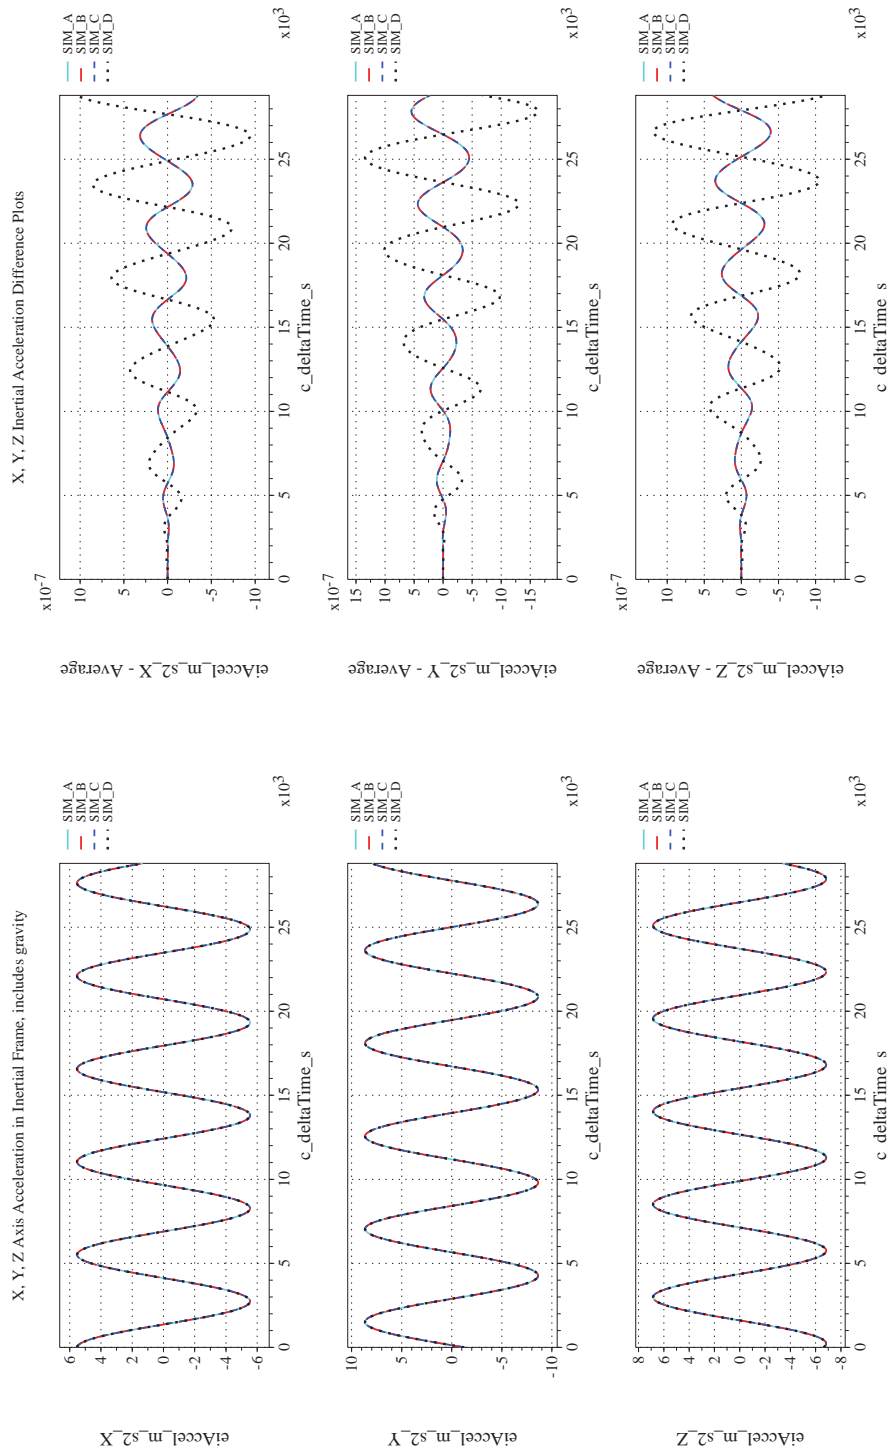 X, Y, Z Axis Acceleration in Inertial Frame, includes gravity
eiAccel_m_s2_X
6
4
2
0
-2
-4
-6
0
5
10
15
20
25
x10^3
c_deltaTime_s
SIM_A
SIM_B
SIM_C
SIM_D
eiAccel_m_s2_Y
10
5
0
-5
-10
0
5
10
15
20
25
x10^3
c_deltaTime_s
SIM_A
SIM_B
SIM_C
SIM_D
eiAccel_m_s2_Z
8
6
4
2
0
-2
-4
-6
-8
0
5
10
15
20
25
x10^3
c_deltaTime_s
SIM_A
SIM_B
SIM_C
SIM_D
X, Y, Z Inertial Acceleration Difference Plots
eiAccel_m_s2_X - Average
x10^-7
10
5
0
-5
-10
0
5
10
15
20
25
x10^3
c_deltaTime_s
SIM_A
SIM_B
SIM_C
SIM_D
eiAccel_m_s2_Y - Average
x10^-7
15
10
5
0
-5
-10
-15
0
5
10
15
20
25
x10^3
c_deltaTime_s
SIM_A
SIM_B
SIM_C
SIM_D
eiAccel_m_s2_Z - Average
x10^-7
10
5
0
-5
-10
0
5
10
15
20
25
x10^3
c_deltaTime_s
SIM_A
SIM_B
SIM_C
SIM_D